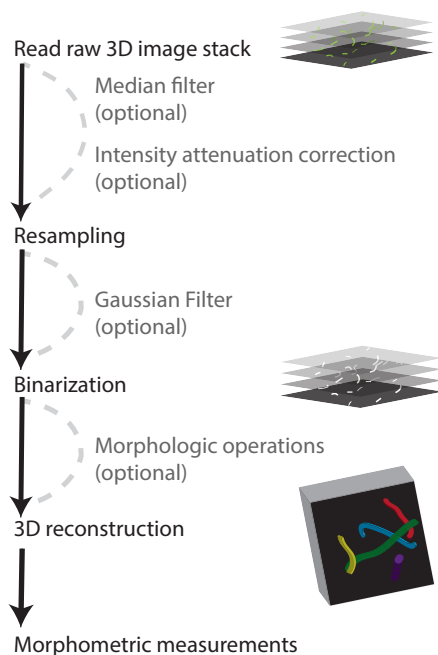 Read raw 3D image stack
Median filter
(optional)
Intensity attenuation correction
(optional)
Resampling
Gaussian Filter
(optional)
Binarization
Morphologic operations
(optional)
3D reconstruction
Morphometric measurements